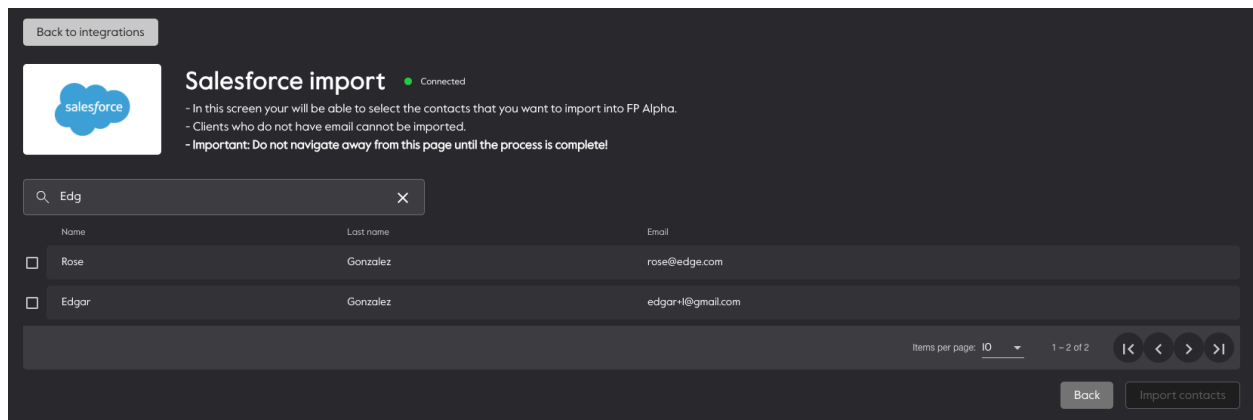 Back to integrations
salesforce
Salesforce import Connected
- In this screen your will be able to select the contacts that you want to import into FP Alpha.
- Clients who do not have email cannot be imported.
- Important: Do not navigate away from this page until the process is complete!
Edg
Name Last name Email
Rose Gonzalez rose@edge.com
Edgar Gonzalez edgar+1@gmail.com
Items per page: 10 1 – 2 of 2
Back Import contacts